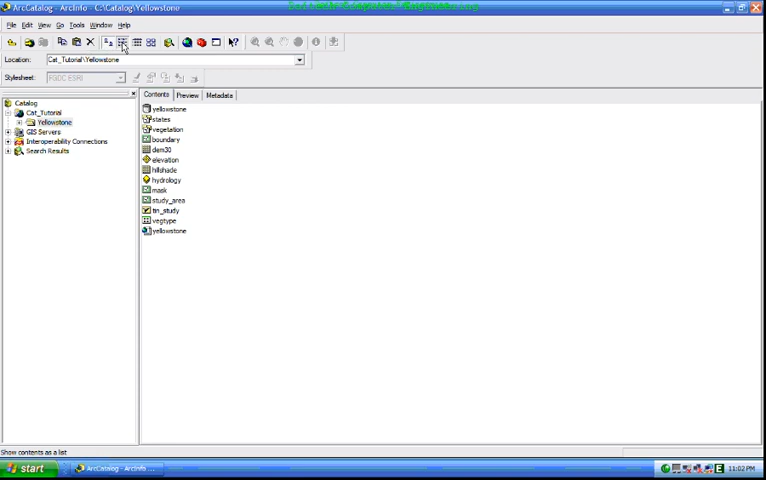 ArcCatalog - ArcInfo - C:\Catalog\Yellowstone
File Edit View Go Tools Window Help
Location: Cat_Tutorial\Yellowstone
Stylesheet: FGDC ESRI
Contents Preview Metadata
Catalog
Cat_Tutorial
Yellowstone
GIS Servers
Interoperability Connections
Search Results
yellowstone
states
vegetation
boundary
dem30
elevation
hillshade
hydrology
mask
study_area
tin_study
vegtype
yellowstone
Show contents as a list
start ArcCatalog - ArcInfo ... E 11:02 PM